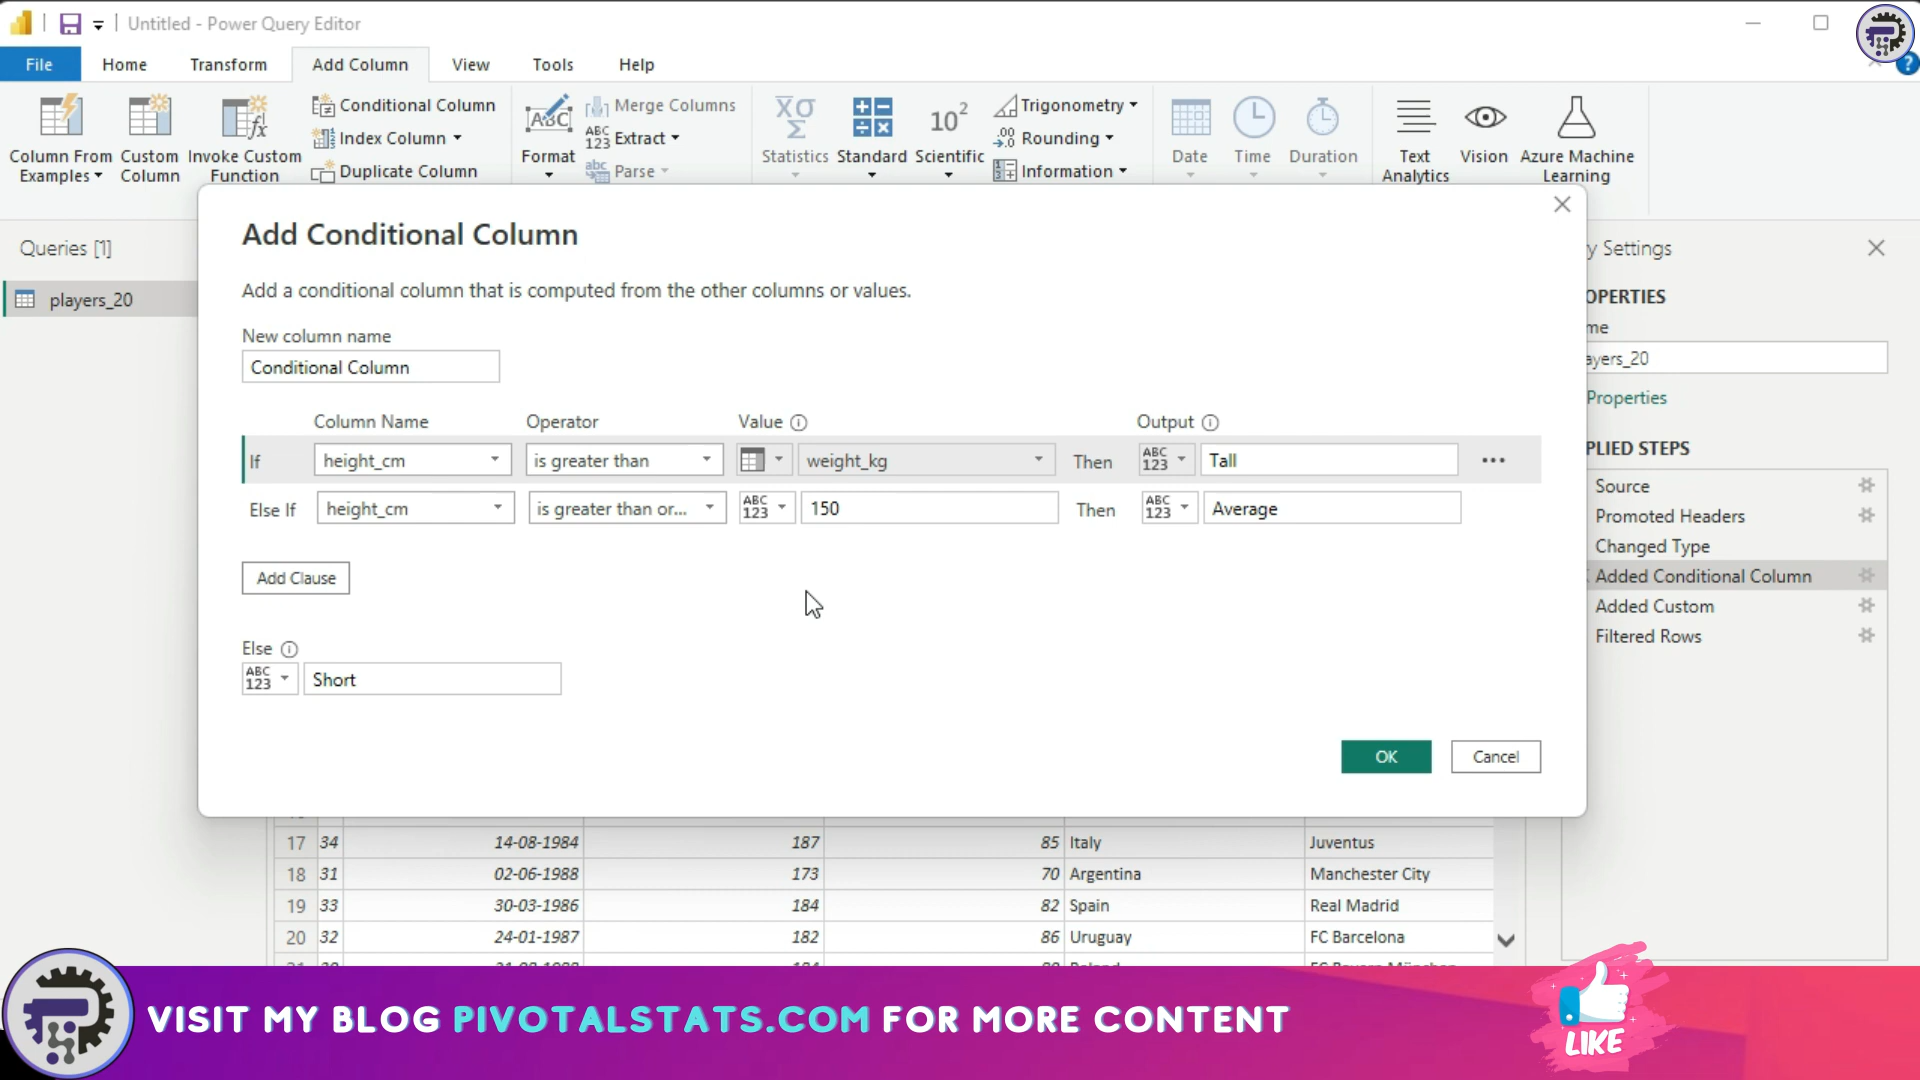 Untitled - Power Query Editor
File Home Transform Add Column View Tools Help
Column From Examples
Custom Column
Invoke Custom Function
Conditional Column
Index Column
Duplicate Column
Format
Merge Columns
Extract
Parse
Statistics
Standard
Scientific
Trigonometry
Rounding
Information
Date
Time
Duration
Text Analytics
Vision
Azure Machine Learning
Queries [1]
players_20
Add Conditional Column
Add a conditional column that is computed from the other columns or values.
New column name
Conditional Column
Column Name Operator Value Output
If height_cm is greater than weight_kg Then ABC 123 Tall ...
Else If height_cm is greater than or... ABC 123 150 Then ABC 123 Average
Add Clause
Else
ABC 123 Short
OK Cancel
y Settings
OPERTIES
me
ayers_20
Properties
PLIED STEPS
Source
Promoted Headers
Changed Type
Added Conditional Column
Added Custom
Filtered Rows
17 34 14-08-1984 187 85 Italy Juventus
18 31 02-06-1988 173 70 Argentina Manchester City
19 33 30-03-1986 184 82 Spain Real Madrid
20 32 24-01-1987 182 86 Uruguay FC Barcelona
VISIT MY BLOG PIVOTALSTATS.COM FOR MORE CONTENT
LIKE